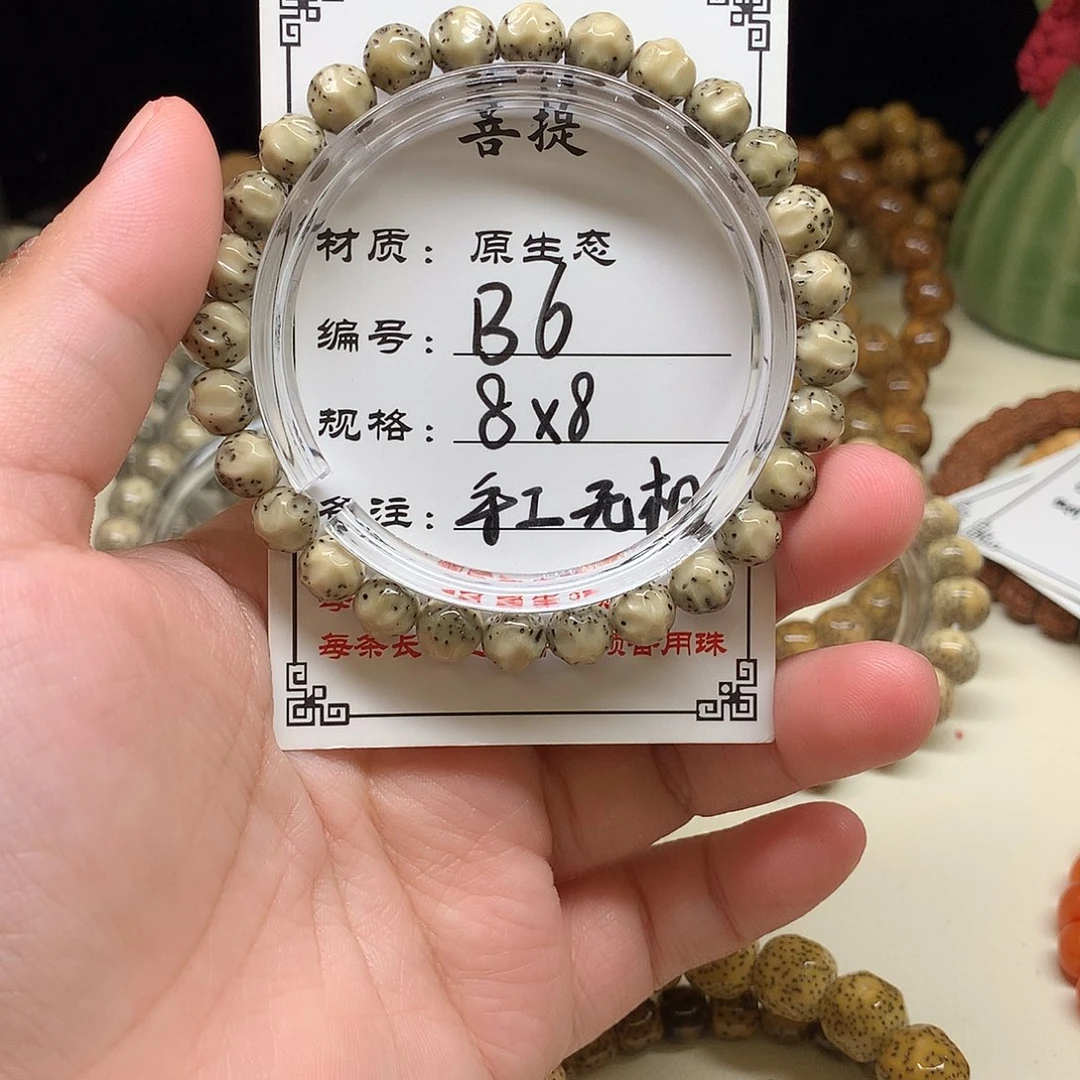 菩提
材质：原生态
编号：B6
规格：8x8
备注：手工无相
每条长 用珠